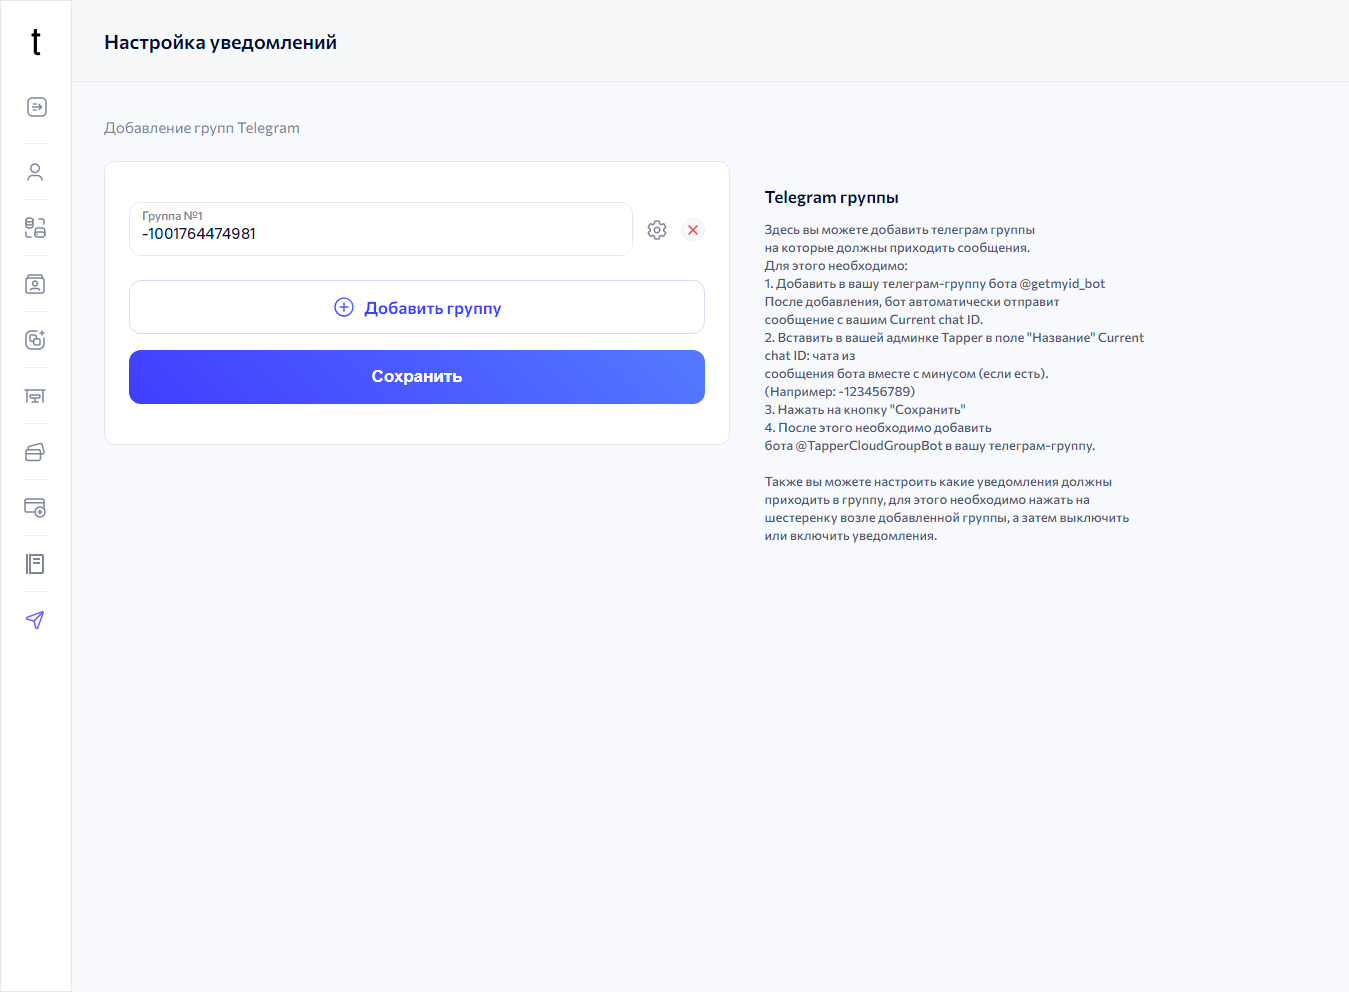 t
Настройка уведомлений
Добавление групп Telegram
Группа №1
-1001764474981
Добавить группу
Сохранить
Telegram группы
Здесь вы можете добавить телеграм группы
на которые должны приходить сообщения.
Для этого необходимо:
1. Добавить в вашу телеграм-группу бота @getmyid_bot
После добавления, бот автоматически отправит
сообщение с вашим Current chat ID.
2. Вставить в вашей админке Tapper в поле "Название" Current
chat ID: чата из
сообщения бота вместе с минусом (если есть).
(Например: -123456789)
3. Нажать на кнопку "Сохранить"
4. После этого необходимо добавить
бота @TapperCloudGroupBot в вашу телеграм-группу.
Также вы можете настроить какие уведомления должны
приходить в группу, для этого необходимо нажать на
шестеренку возле добавленной группы, а затем выключить
или включить уведомления.